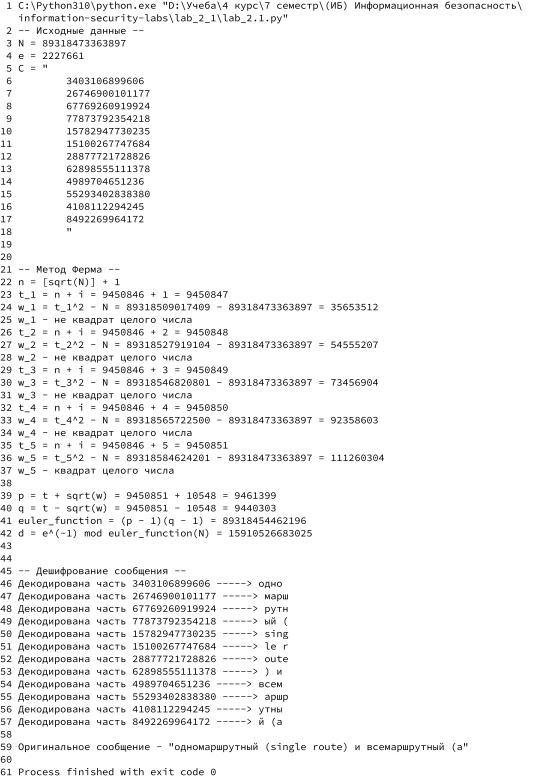 1 C:\Python310\python.exe "D:\Учеба\4 курс\7 семестр\(ИБ) Информационная безопасность\
information-security-labs\lab_2_1\lab_2.1.py"
2 -- Исходные данные --
3 N = 89318473363897
4 e = 2227661
5 C = "
6 3403106899606
7 26746900101177
8 67769260919924
9 77873792354218
10 15782947730235
11 15100267747684
12 28877721728826
13 62898555111378
14 4989704651236
15 55293402838380
16 4108112294245
17 8492269964172
18 "
19
20
21 -- Метод Ферма --
22 n = [sqrt(N)] + 1
23 t_1 = n + i = 9450846 + 1 = 9450847
24 w_1 = t_1^2 - N = 89318509017409 - 89318473363897 = 35653512
25 w_1 - не квадрат целого числа
26 t_2 = n + i = 9450846 + 2 = 9450848
27 w_2 = t_2^2 - N = 89318527919104 - 89318473363897 = 54555207
28 w_2 - не квадрат целого числа
29 t_3 = n + i = 9450846 + 3 = 9450849
30 w_3 = t_3^2 - N = 89318546820801 - 89318473363897 = 73456904
31 w_3 - не квадрат целого числа
32 t_4 = n + i = 9450846 + 4 = 9450850
33 w_4 = t_4^2 - N = 89318565722500 - 89318473363897 = 92358603
34 w_4 - не квадрат целого числа
35 t_5 = n + i = 9450846 + 5 = 9450851
36 w_5 = t_5^2 - N = 89318584624201 - 89318473363897 = 111260304
37 w_5 - квадрат целого числа
38
39 p = t + sqrt(w) = 9450851 + 10548 = 9461399
40 q = t - sqrt(w) = 9450851 - 10548 = 9440303
41 euler_function = (p - 1)(q - 1) = 89318454462196
42 d = e^(-1) mod euler_function(N) = 15910526683025
43
44
45 -- Дешифрование сообщения --
46 Декодирована часть 3403106899606 -----> одно
47 Декодирована часть 26746900101177 -----> марш
48 Декодирована часть 67769260919924 -----> рутн
49 Декодирована часть 77873792354218 -----> ый (
50 Декодирована часть 15782947730235 -----> sing
51 Декодирована часть 15100267747684 -----> le r
52 Декодирована часть 28877721728826 -----> oute
53 Декодирована часть 62898555111378 -----> ) и
54 Декодирована часть 4989704651236 -----> всем
55 Декодирована часть 55293402838380 -----> аршр
56 Декодирована часть 4108112294245 -----> утны
57 Декодирована часть 8492269964172 -----> й (a
58
59 Оригинальное сообщение - "одномаршрутный (single route) и всемаршрутный (a"
60
61 Process finished with exit code 0